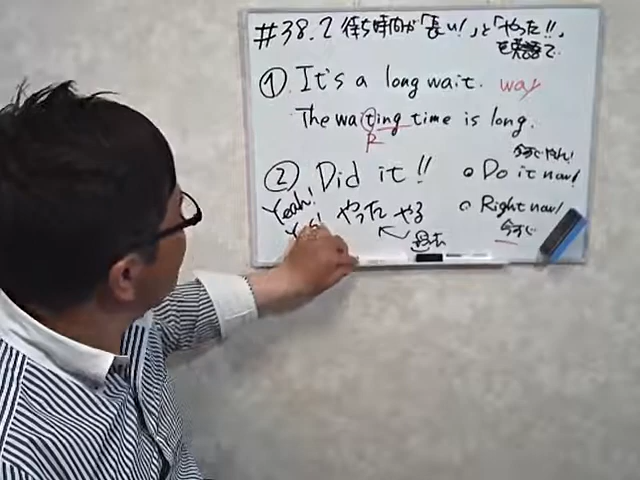 #38.2 待ち時間が「長い!」と「やった!!」
を英語で
① It's a long wait. way
The waiting time is long.
R
② Did it!! 今すぐやれ!
○ Do it now!
Yeah! やった やる ○ Right now!
Yes! ← 過去 今すぐ